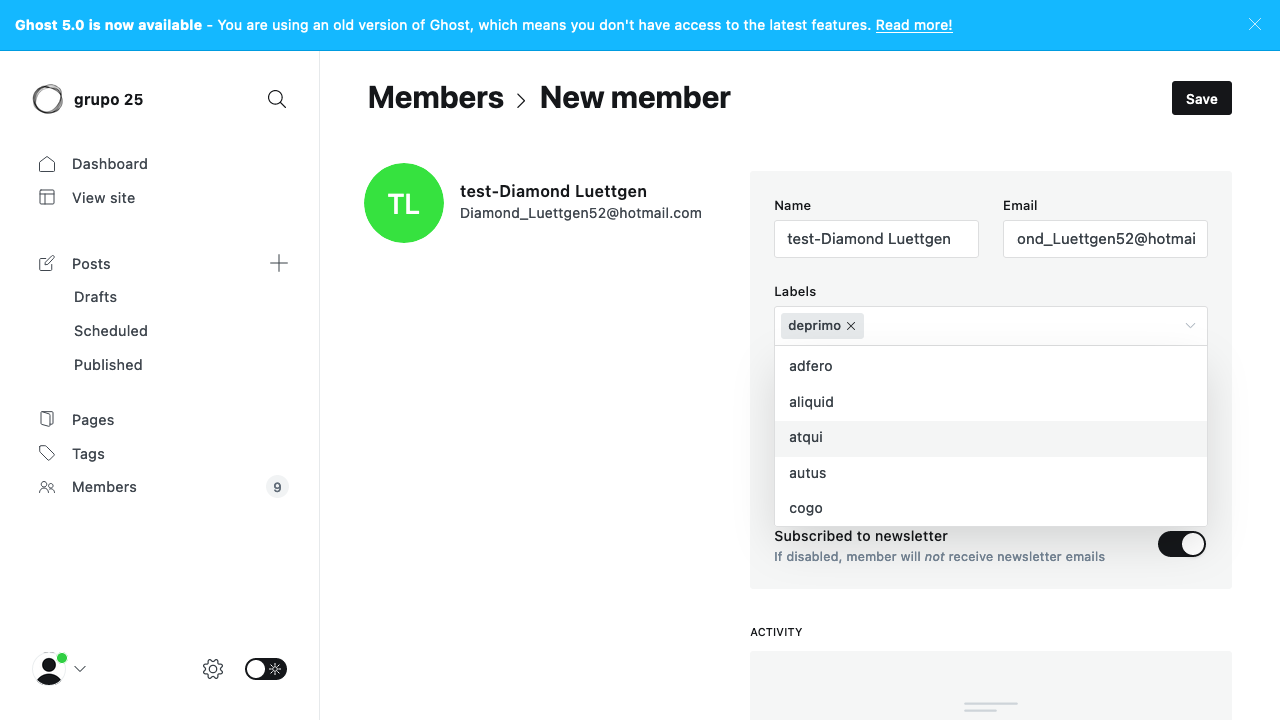 Ghost 5.0 is now available - You are using an old version of Ghost, which means you don't have access to the latest features. Read more!
grupo 25
Dashboard
View site
Posts
Drafts
Scheduled
Published
Pages
Tags
Members 9
Members > New member
Save
TL
test-Diamond Luettgen
Diamond_Luettgen52@hotmail.com
Name
Email
test-Diamond Luettgen
ond_Luettgen52@hotmai
Labels
deprimo
adfero
aliquid
atqui
autus
cogo
Subscribed to newsletter
If disabled, member will not receive newsletter emails
ACTIVITY